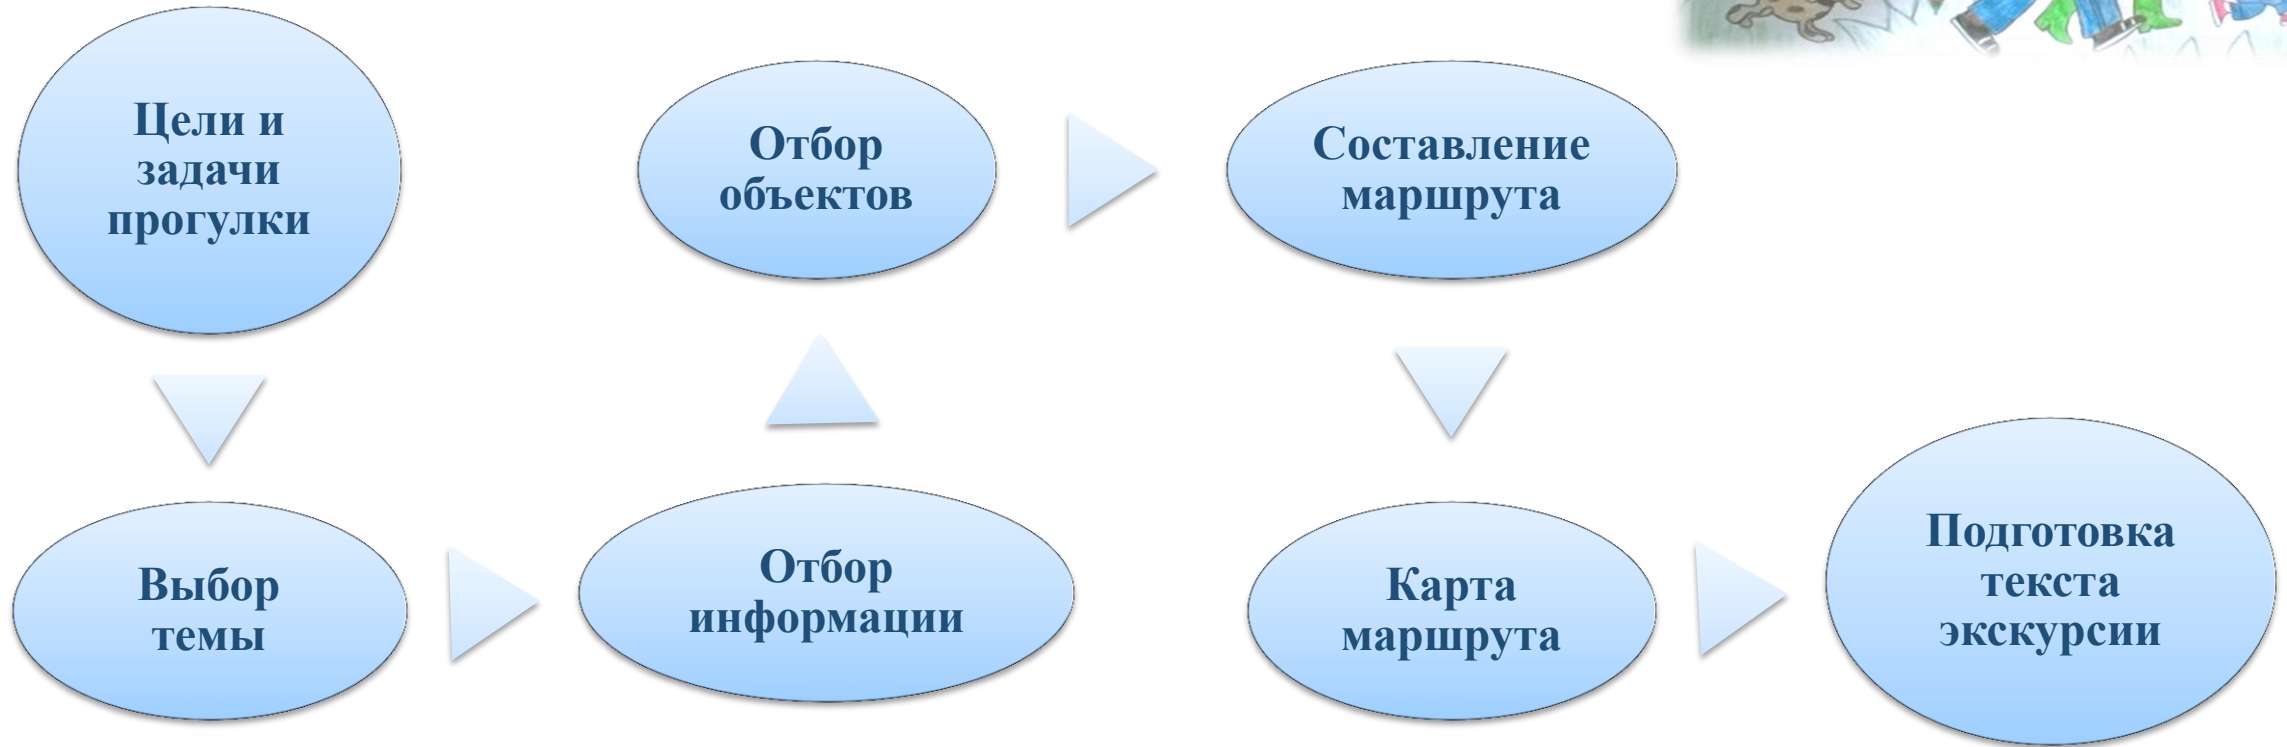 Цели и
задачи
прогулки
Выбор
темы
Отбор
информации
Отбор
объектов
Составление
маршрута
Карта
маршрута
Подготовка
текста
экскурсии